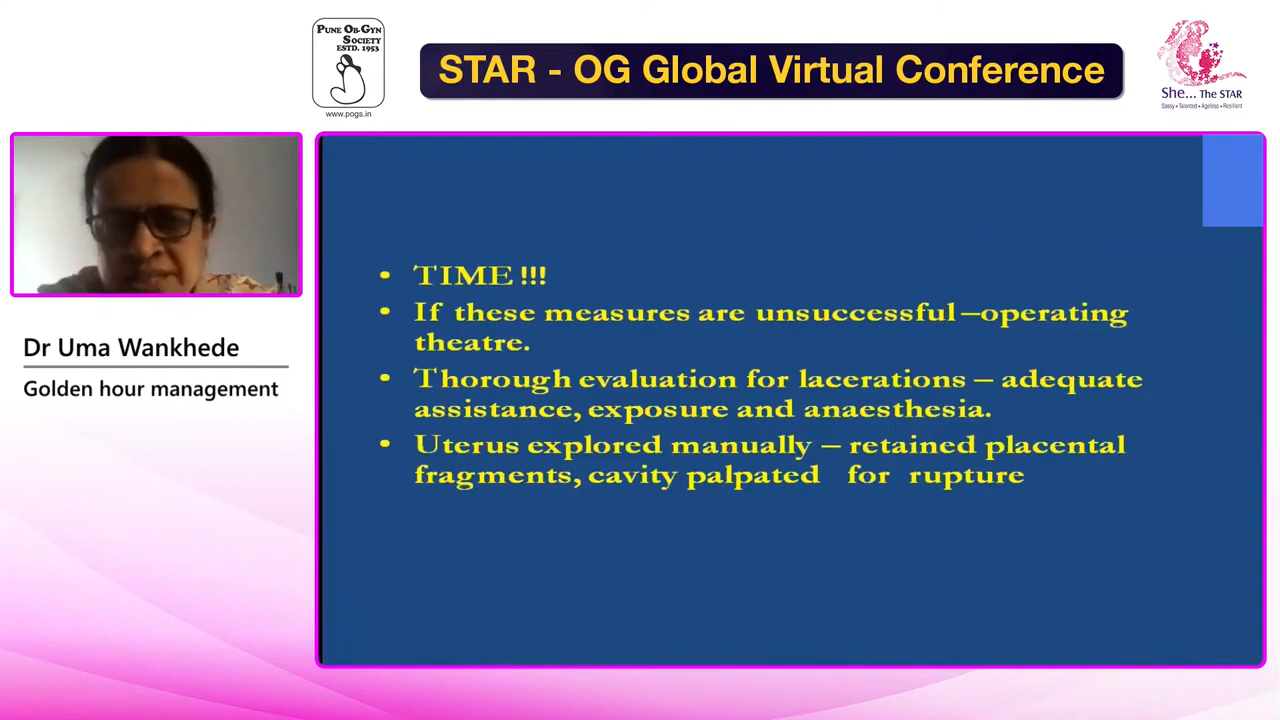 PUNE OB-GYN
SOCIETY
ESTD. 1953
www.pogs.in
STAR - OG Global Virtual Conference
She... The STAR
Sassy • Talented • Ageless • Resilient
Dr Uma Wankhede
Golden hour management
• TIME !!!
• If these measures are unsuccessful –operating
theatre.
• Thorough evaluation for lacerations – adequate
assistance, exposure and anaesthesia.
• Uterus explored manually – retained placental
fragments, cavity palpated for rupture